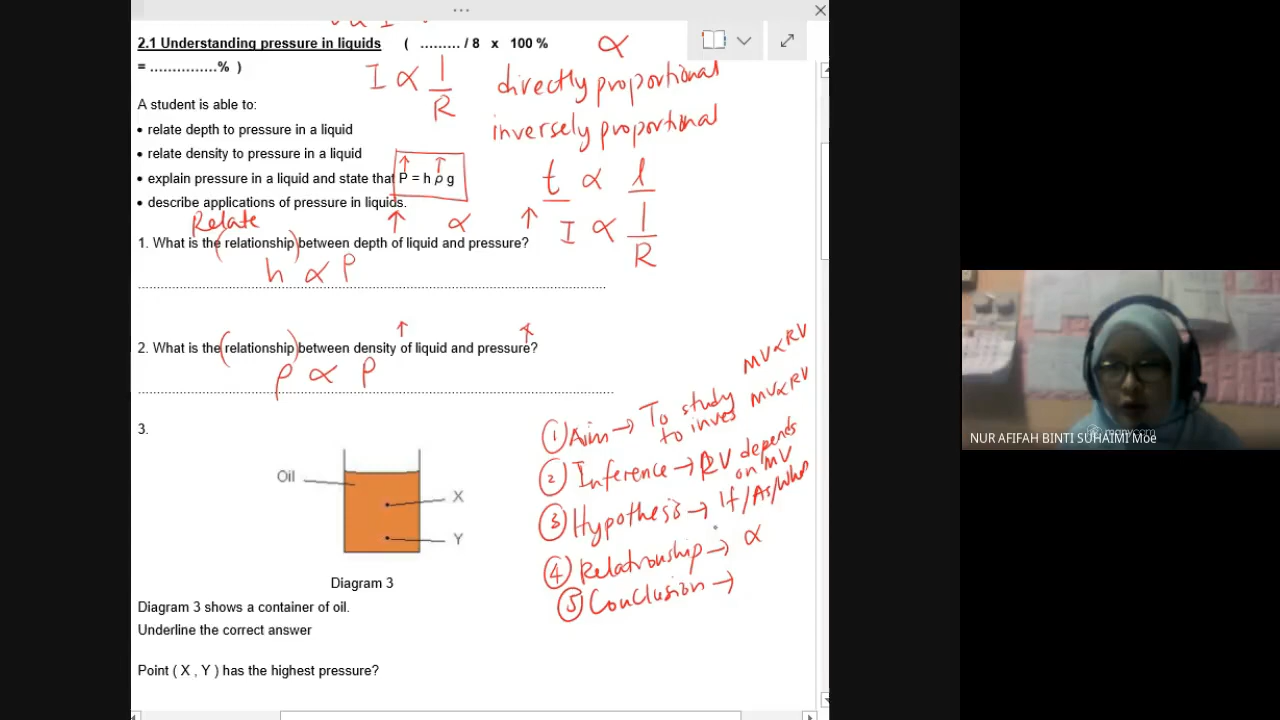 2.1 Understanding pressure in liquids ( ......... / 8 x 100 %
= ...............% )
∝
I ∝ 1/R
directly proportional
inversely proportional
A student is able to:
• relate depth to pressure in a liquid
• relate density to pressure in a liquid
• explain pressure in a liquid and state that P = h ρ g
• describe applications of pressure in liquids.
t ∝ l
I ∝ 1/R
Relate
∝
1. What is the (relationship) between depth of liquid and pressure?
h ∝ P
2. What is the (relationship) between density of liquid and pressure?
ρ ∝ P
3.
Oil
X
Y
Diagram 3
① Aim → To study MV ∝ RV
to inves MV ∝ RV
② Inference → RV depends on MV
③ Hypothesis → If / As /
④ Relationship → ∝
⑤ Conclusion →
Diagram 3 shows a container of oil.
Underline the correct answer
Point ( X , Y ) has the highest pressure?
NUR AFIFAH BINTI SUHAIMI Moe
manycam